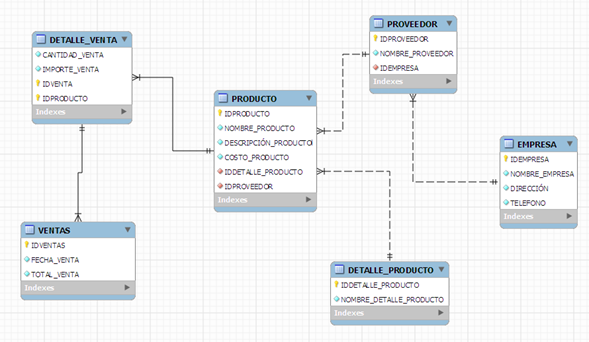 DETALLE_VENTA
CANTIDAD_VENTA
IMPORTE_VENTA
IDVENTA
IDPRODUCTO
Indexes
PROVEEDOR
IDPROVEEDOR
NOMBRE_PROVEEDOR
IDEMPRESA
Indexes
PRODUCTO
IDPRODUCTO
NOMBRE_PRODUCTO
DESCRIPCIÓN_PRODUCTO
COSTO_PRODUCTO
IDDETALLE_PRODUCTO
IDPROVEEDOR
Indexes
EMPRESA
IDEMPRESA
NOMBRE_EMPRESA
DIRECCIÓN
TELEFONO
Indexes
VENTAS
IDVENTAS
FECHA_VENTA
TOTAL_VENTA
Indexes
DETALLE_PRODUCTO
IDDETALLE_PRODUCTO
NOMBRE_DETALLE_PRODUCTO
Indexes